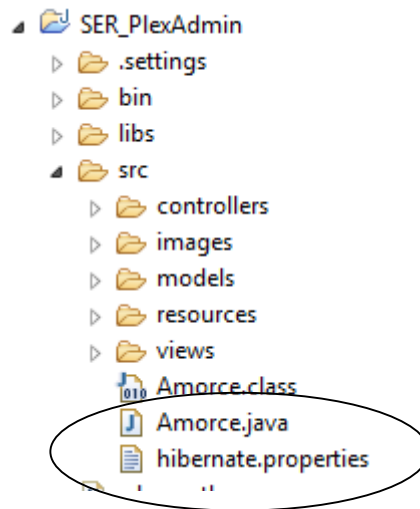 SER_PlexAdmin
.settings
bin
libs
src
controllers
images
models
resources
views
Amorce.class
Amorce.java
hibernate.properties